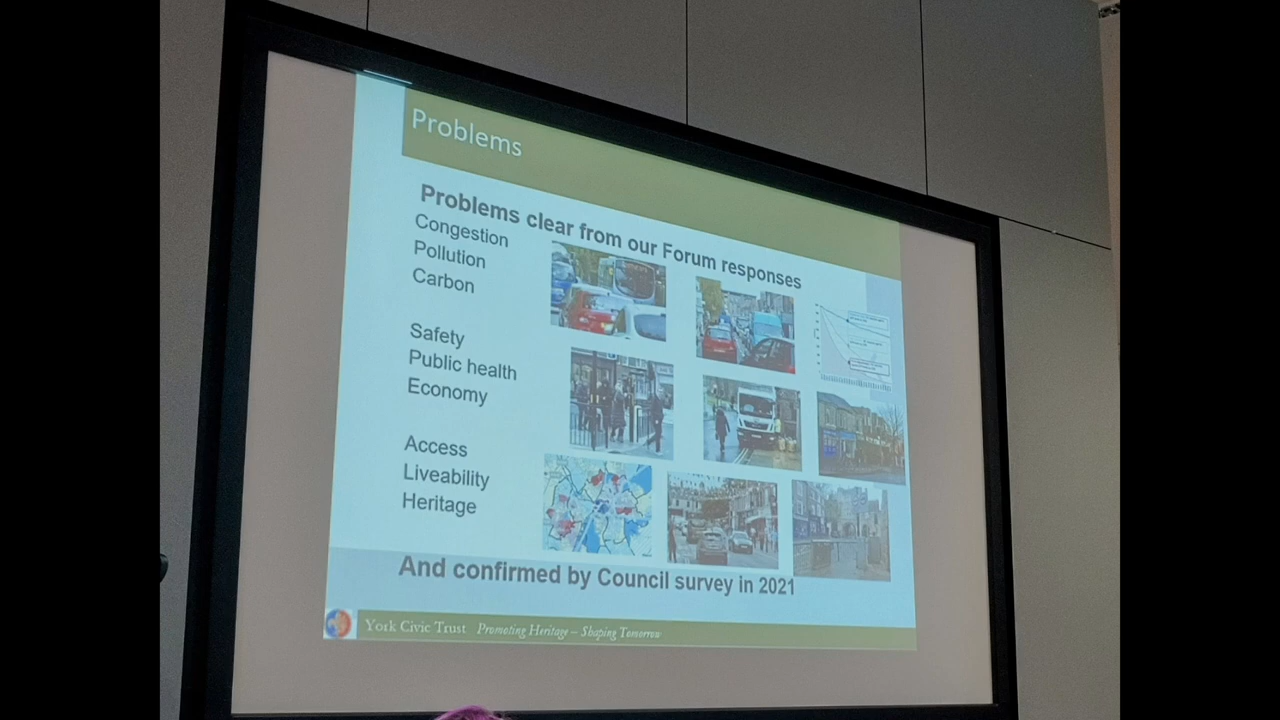 Problems
Problems clear from our Forum responses
Congestion
Pollution
Carbon
Safety
Public health
Economy
Access
Liveability
Heritage
And confirmed by Council survey in 2021
York Civic Trust Promoting Heritage – Shaping Tomorrow